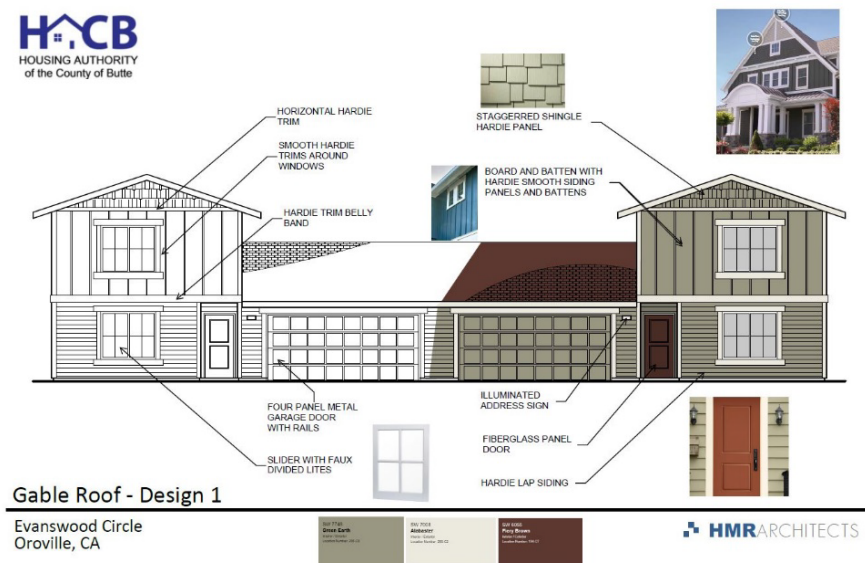 HACB
HOUSING AUTHORITY
of the County of Butte
HORIZONTAL HARDIE
TRIM
SMOOTH HARDIE
TRIMS AROUND
WINDOWS
HARDIE TRIM BELLY
BAND
STAGGERRED SHINGLE
HARDIE PANEL
BOARD AND BATTEN WITH
HARDIE SMOOTH SIDING
PANELS AND BATTENS
FOUR PANEL METAL
GARAGE DOOR
WITH RAILS
SLIDER WITH FAUX
DIVIDED LITES
ILLUMINATED
ADDRESS SIGN
FIBERGLASS PANEL
DOOR
HARDIE LAP SIDING
Gable Roof - Design 1
Evanswood Circle
Oroville, CA
Green Earth
Alabaster
Fiery Brown
HMRARCHITECTS